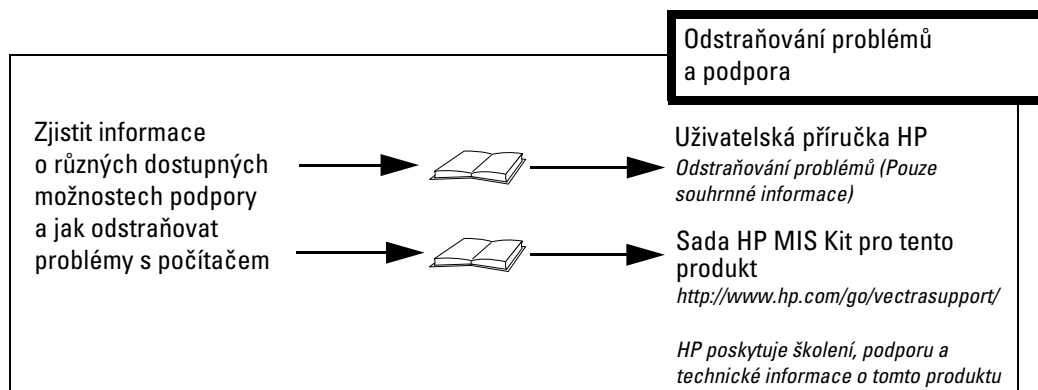 Odstraňování problémů
a podpora
Zjistit informace
o různých dostupných
možnostech podpory
a jak odstraňovat
problémy s počítačem
Uživatelská příručka HP
Odstraňování problémů (Pouze
souhrnné informace)
Sada HP MIS Kit pro tento
produkt
http://www.hp.com/go/vectrasupport/
HP poskytuje školení, podporu a
technické informace o tomto produktu